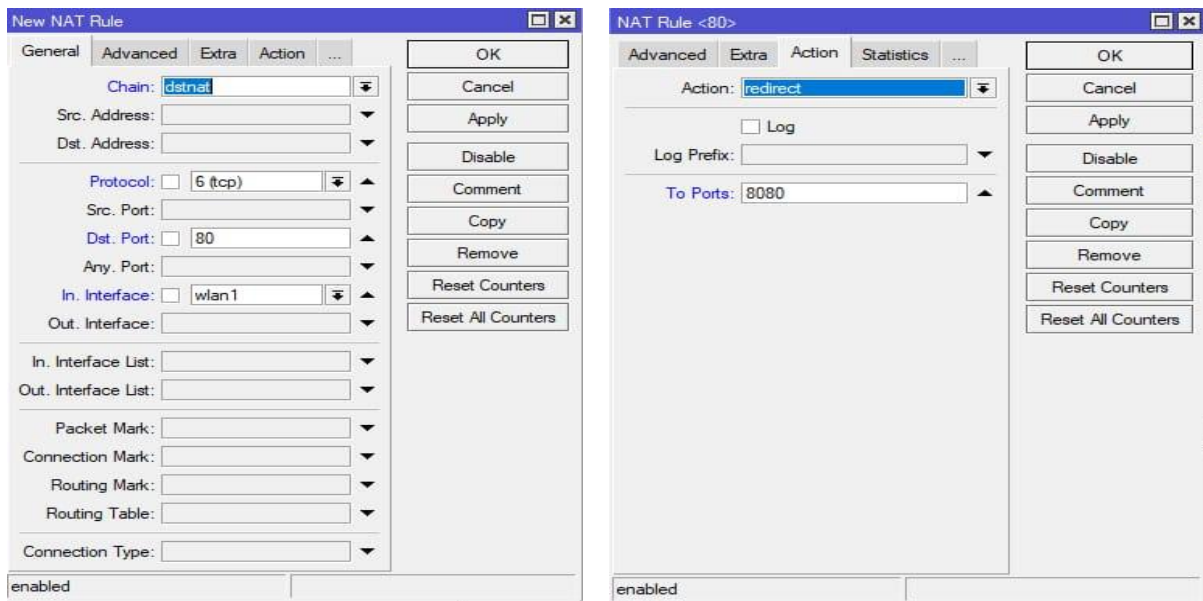 New NAT Rule
General Advanced Extra Action ...
Chain: dstnat
Src. Address:
Dst. Address:
Protocol: 6 (tcp)
Src. Port:
Dst. Port: 80
Any. Port:
In. Interface: wlan1
Out. Interface:
In. Interface List:
Out. Interface List:
Packet Mark:
Connection Mark:
Routing Mark:
Routing Table:
Connection Type:
enabled
OK
Cancel
Apply
Disable
Comment
Copy
Remove
Reset Counters
Reset All Counters
NAT Rule <80>
Advanced Extra Action Statistics ...
Action: redirect
Log
Log Prefix:
To Ports: 8080
enabled
OK
Cancel
Apply
Disable
Comment
Copy
Remove
Reset Counters
Reset All Counters